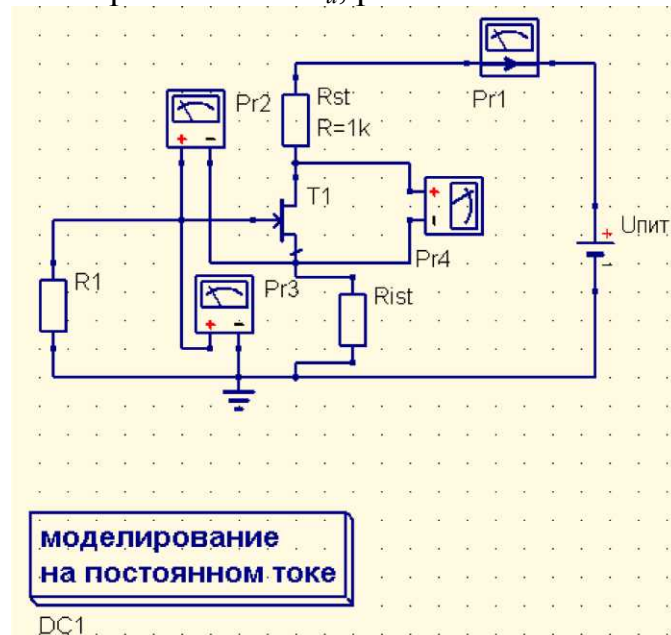 Pr2
Rst
R=1k
Pr1
T1
Uпит
Pr4
R1
Pr3
Rist
моделирование
на постоянном токе
DC1